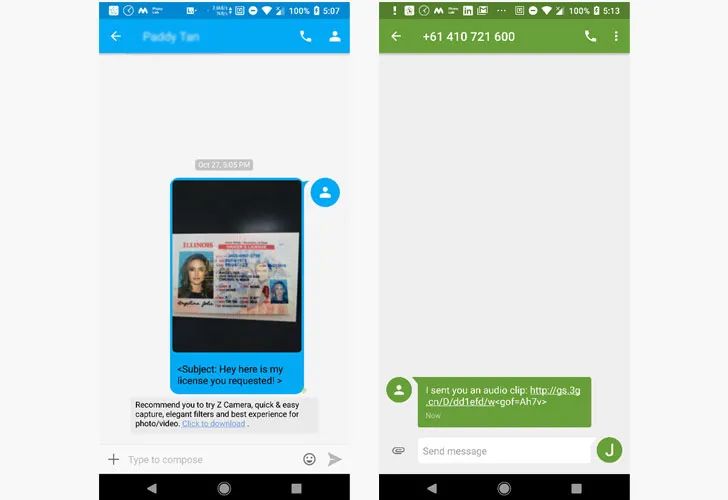 100% 5:07
Paddy Tan
Oct 27, 5:05 PM
ILLINOIS
<Subject: Hey here is my
license you requested! >
Recommend you to try Z Camera, quick & easy
capture, elegant filters and best experience for
photo/video. Click to download .
Type to compose
100% 5:13
+61 410 721 600
I sent you an audio clip: http://gs.3g
.cn/D/dd1efd/w<gof=Ah7v>
Now
Send message
J